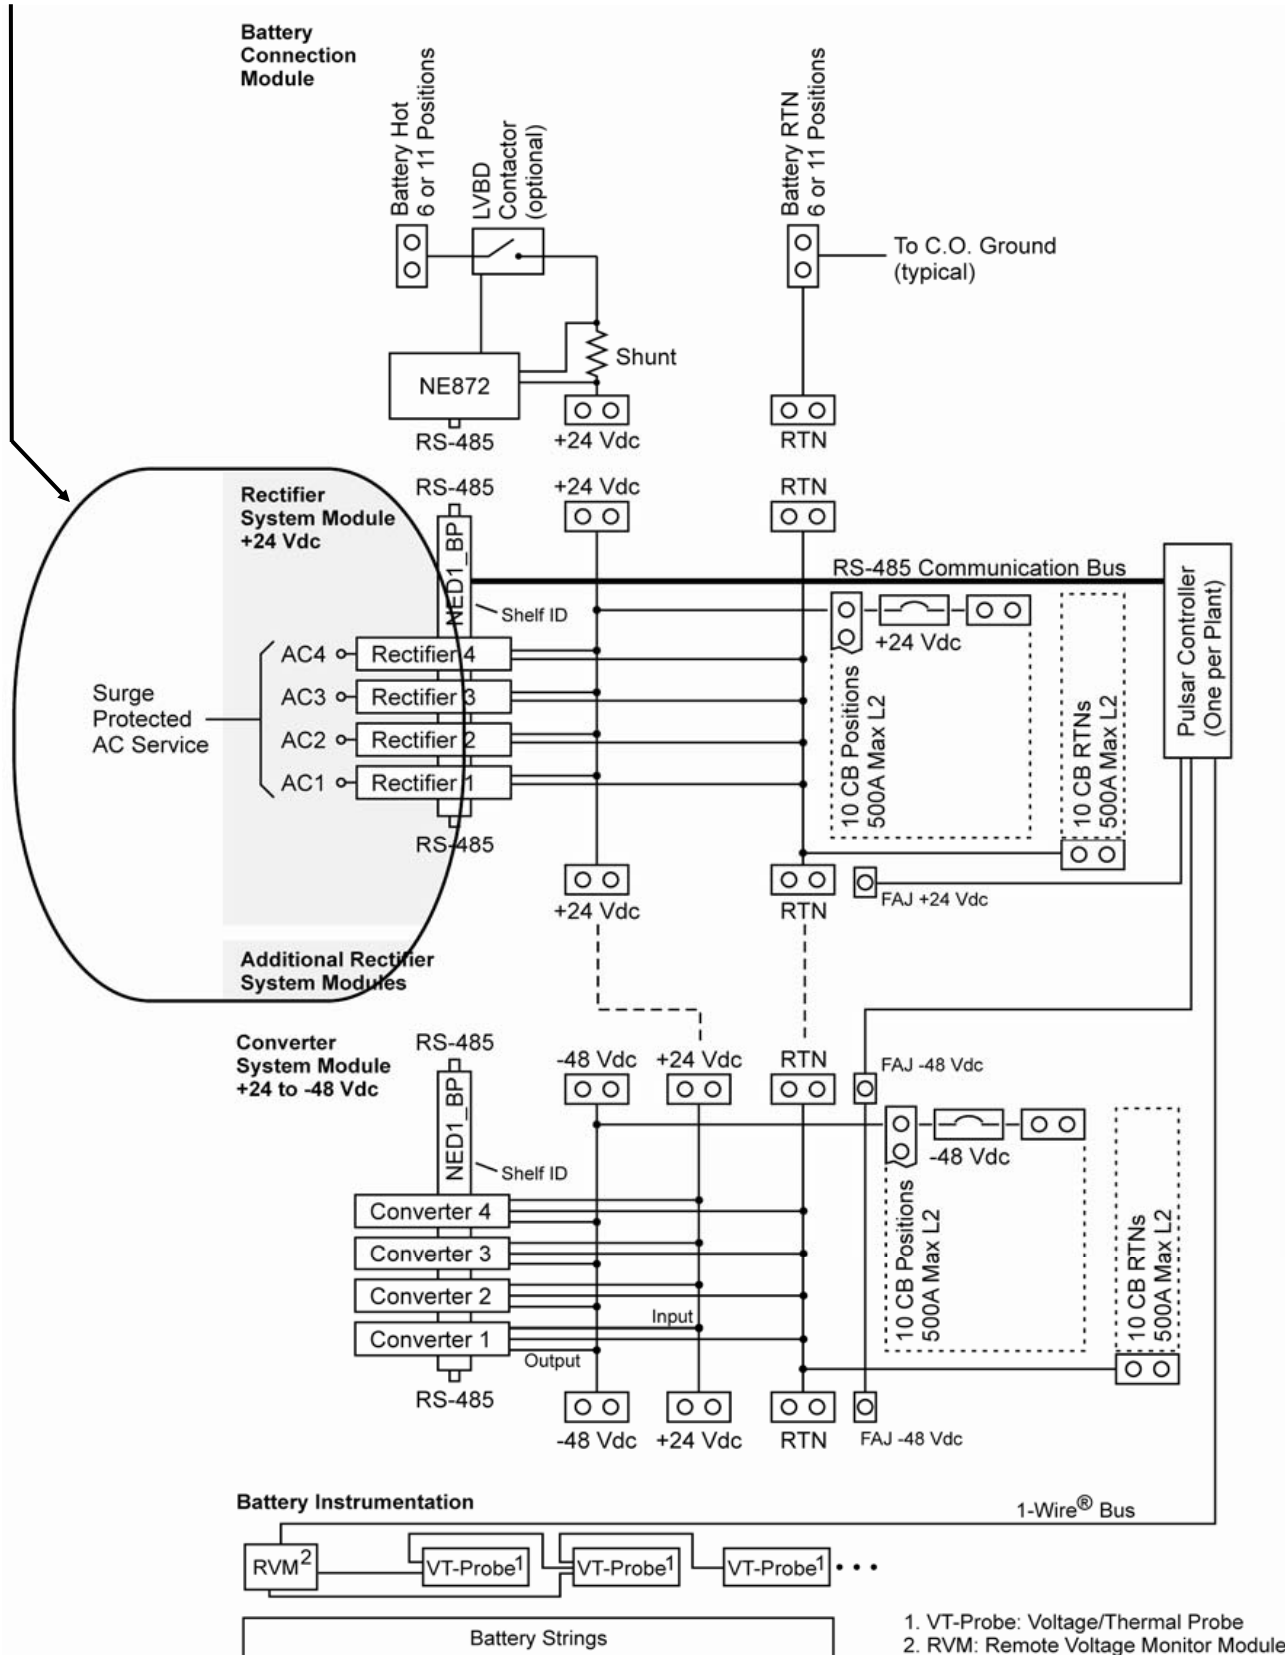 Battery
Connection
Module
Battery Hot
6 or 11 Positions
LVBD
Contactor
(optional)
Battery RTN
6 or 11 Positions
To C.O. Ground
(typical)
Shunt
NE872
RS-485
+24 Vdc
RTN
RS-485
+24 Vdc
RTN
Rectifier
System Module
+24 Vdc
NED1_BP
Shelf ID
RS-485 Communication Bus
Pulsar Controller
(One per Plant)
+24 Vdc
10 CB Positions
500A Max L2
10 CB RTNs
500A Max L2
Surge
Protected
AC Service
AC4
Rectifier 4
AC3
Rectifier 3
AC2
Rectifier 2
AC1
Rectifier 1
RS-485
+24 Vdc
RTN
FAJ +24 Vdc
Additional Rectifier
System Modules
Converter
System Module
+24 to -48 Vdc
RS-485
-48 Vdc
+24 Vdc
RTN
FAJ -48 Vdc
NED1_BP
Shelf ID
-48 Vdc
10 CB Positions
500A Max L2
10 CB RTNs
500A Max L2
Converter 4
Converter 3
Converter 2
Converter 1
Input
Output
RS-485
-48 Vdc
+24 Vdc
RTN
FAJ -48 Vdc
Battery Instrumentation
1-Wire® Bus
RVM2
VT-Probe1
VT-Probe1
VT-Probe1
• • •
Battery Strings
1. VT-Probe: Voltage/Thermal Probe
2. RVM: Remote Voltage Monitor Module